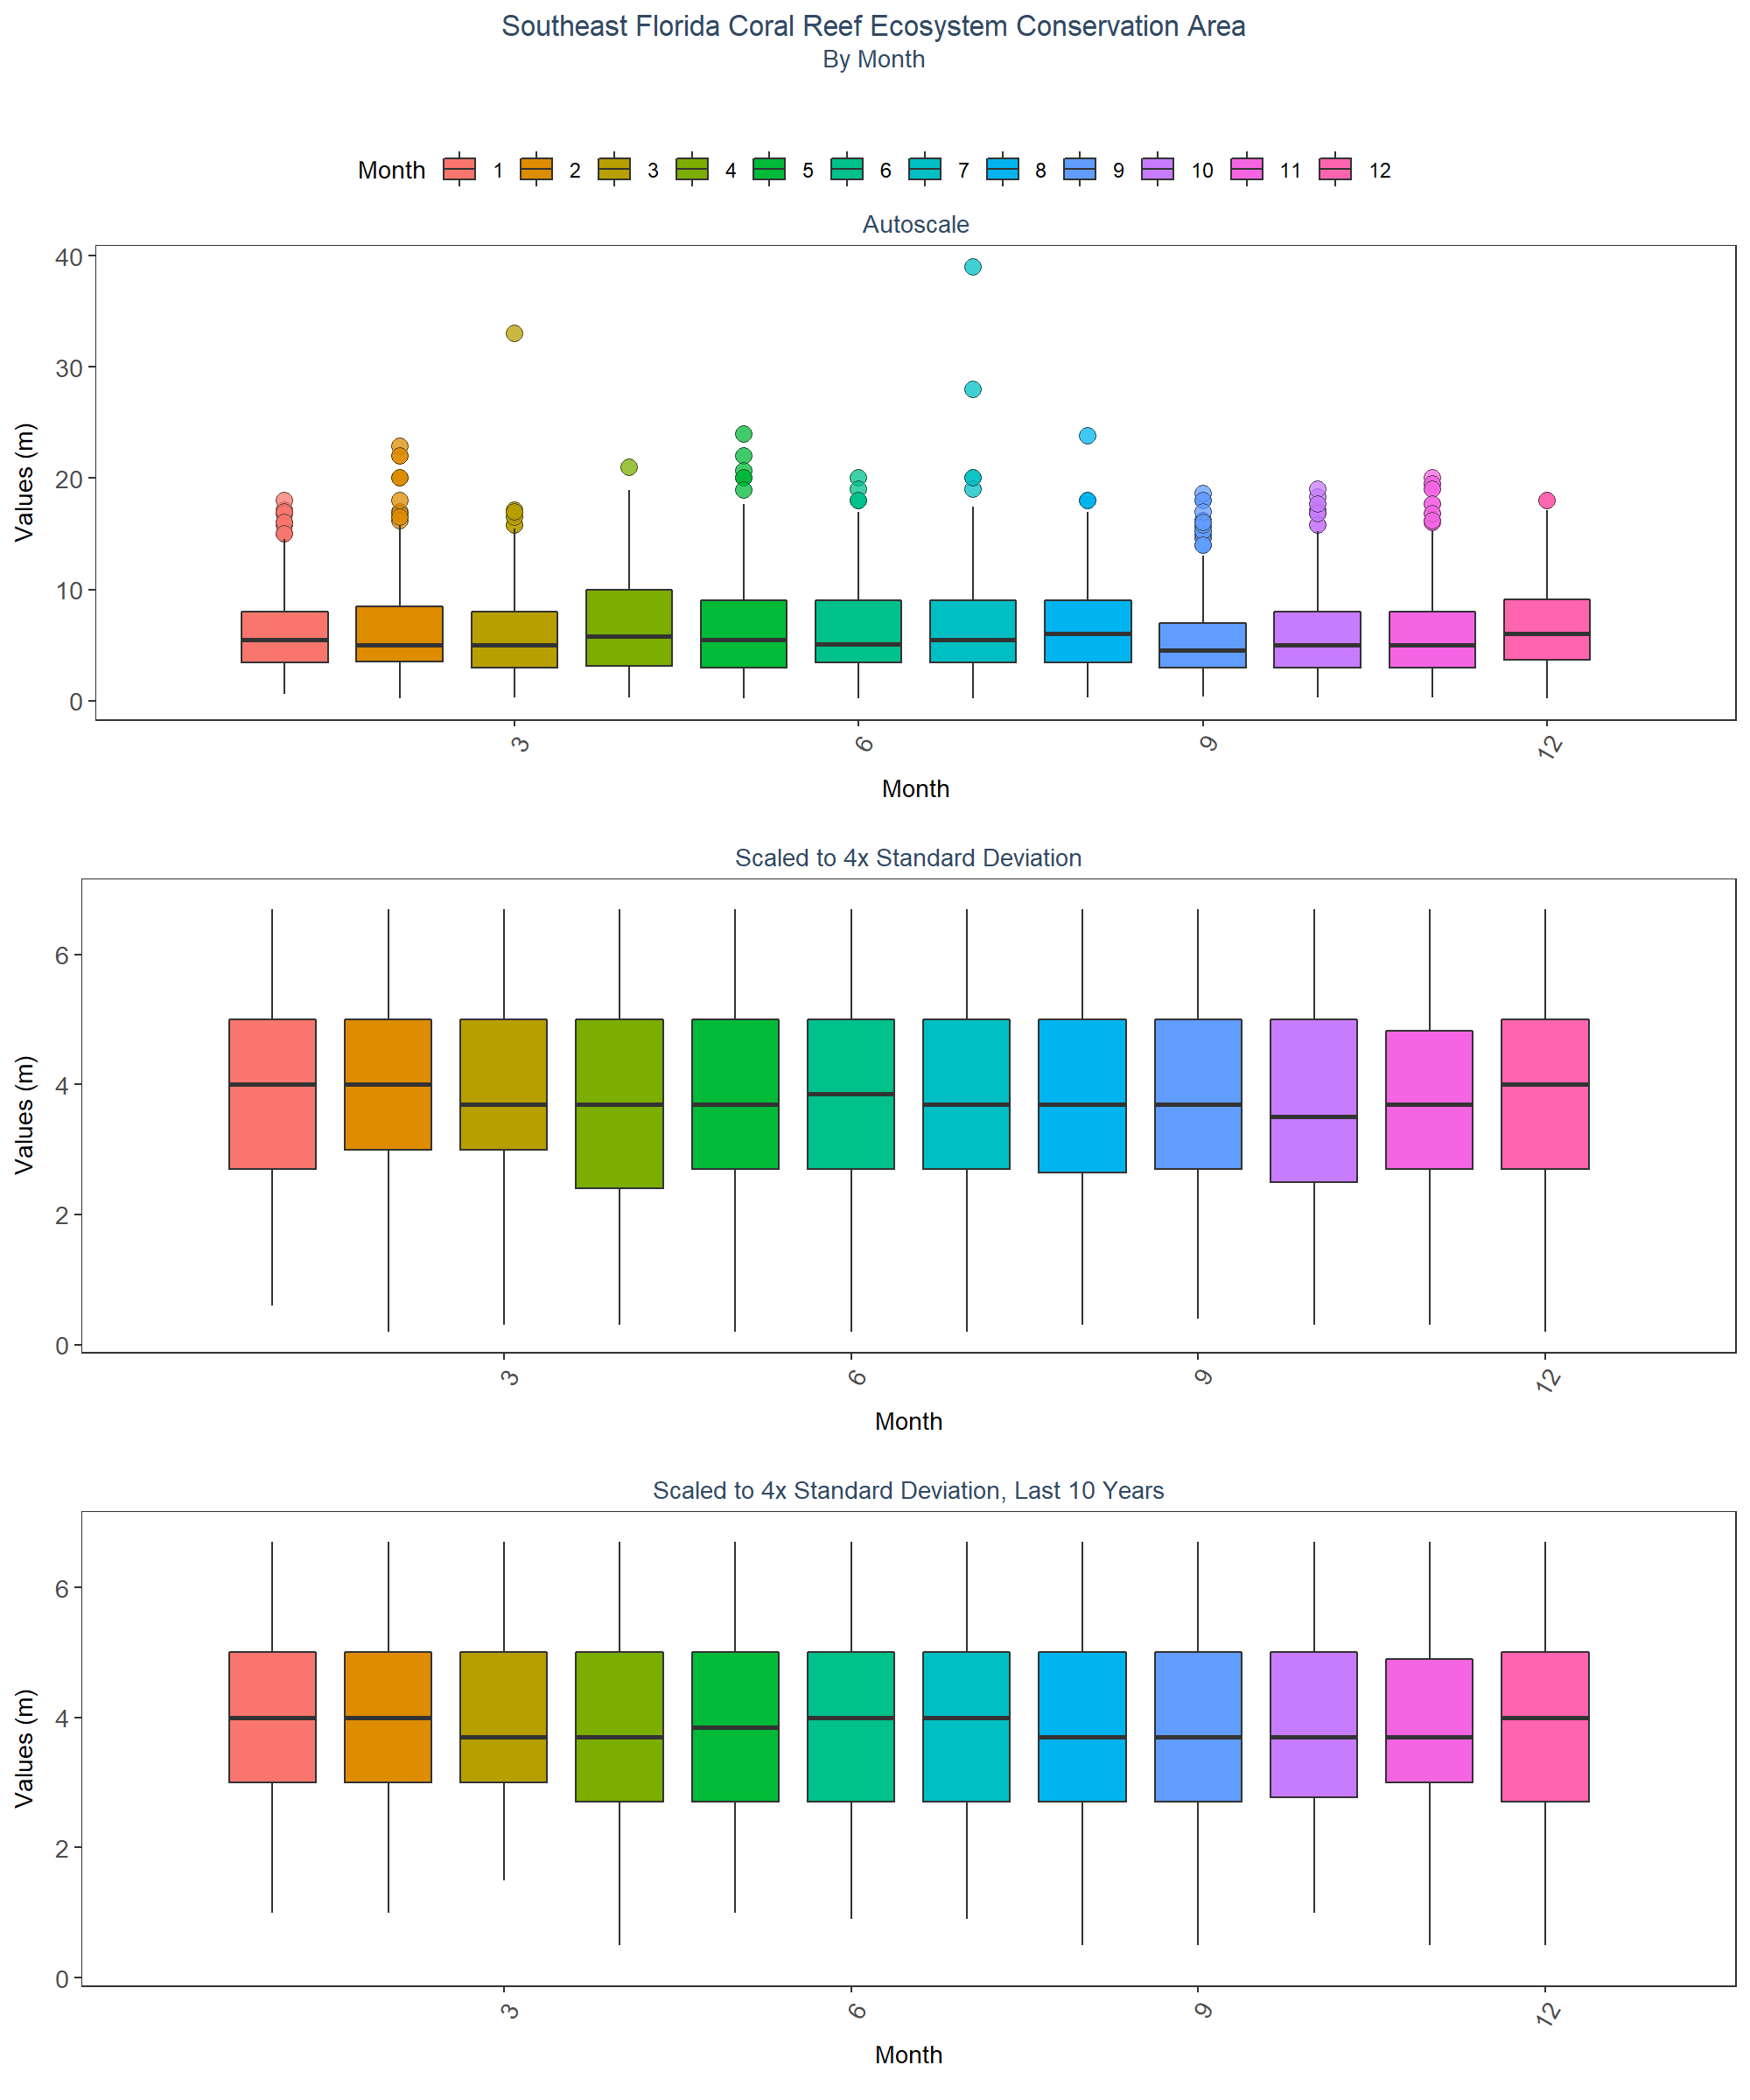 Southeast Florida Coral Reef Ecosystem Conservation Area
By Month
Month 1 2 3 4 5 6 7 8 9 10 11 12
Autoscale
Values (m)
40
30
20
10
0
3 6 9 12
Month
Scaled to 4x Standard Deviation
Values (m)
6
4
2
0
3 6 9 12
Month
Scaled to 4x Standard Deviation, Last 10 Years
Values (m)
6
4
2
0
3 6 9 12
Month